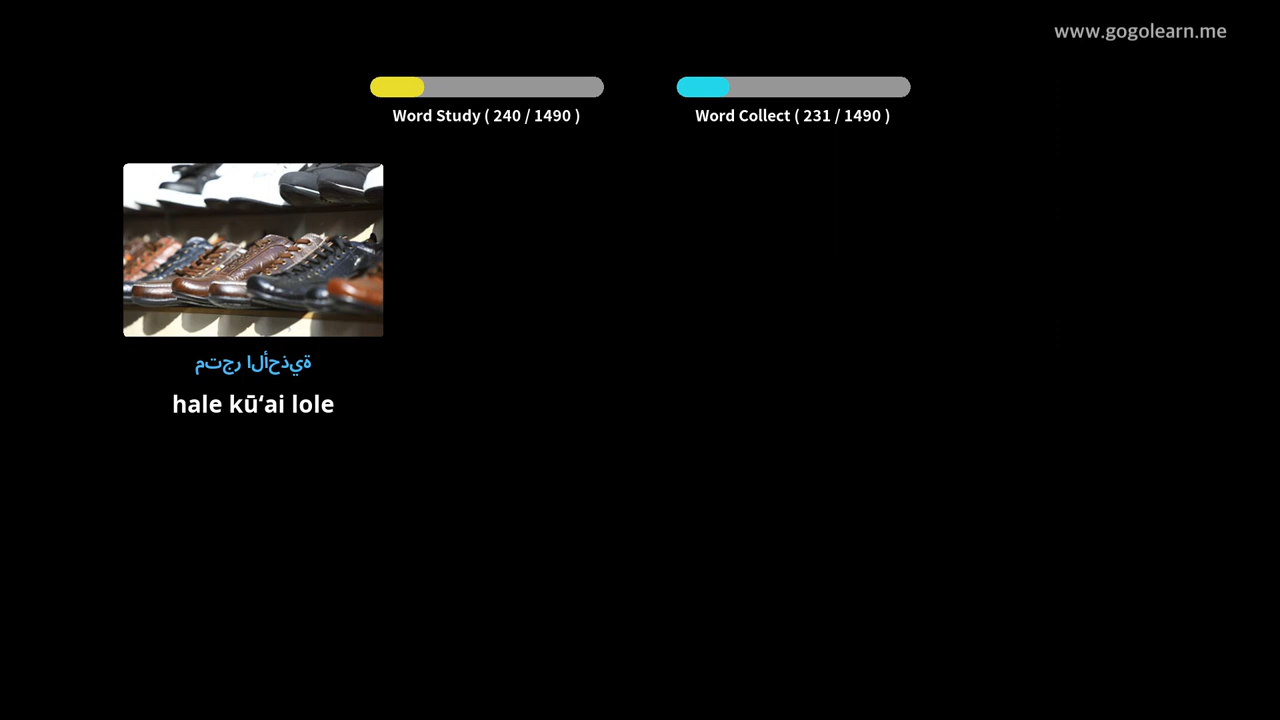 www.gogolearn.me
Word Study ( 240 / 1490 )
Word Collect ( 231 / 1490 )
متجر الأحذية
hale kūʻai lole